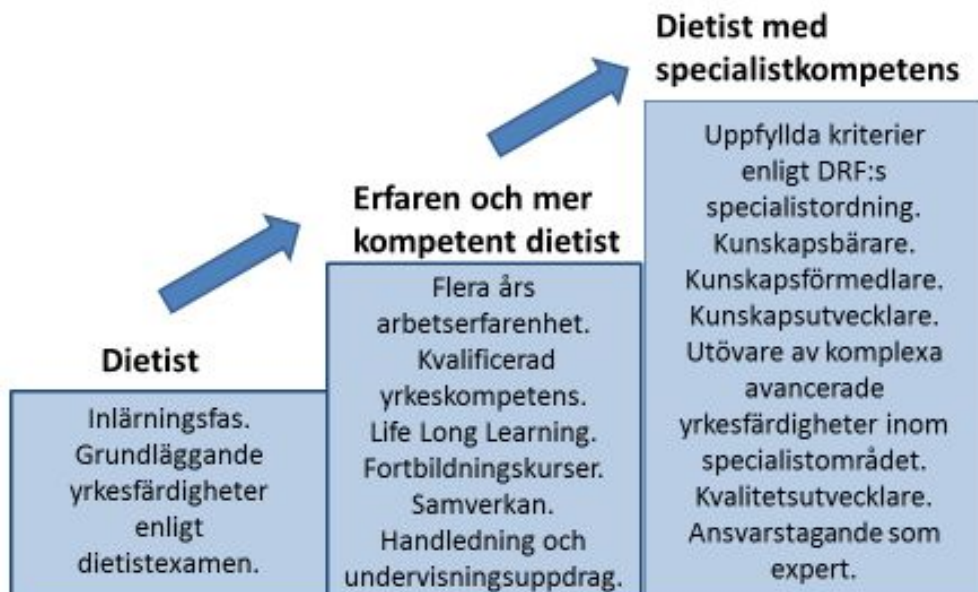 Dietist
Inlärningsfas.
Grundläggande
yrkesfärdigheter
enligt
dietistexamen.
Erfaren och mer
kompetent dietist
Flera års
arbetserfarenhet.
Kvalificerad
yrkeskompetens.
Life Long Learning.
Fortbildningskurser.
Samverkan.
Handledning och
undervisningsuppdrag.
Dietist med
specialistkompetens
Uppfyllda kriterier
enligt DRF:s
specialistordning.
Kunskapsbärare.
Kunskapsförmedlare.
Kunskapsutvecklare.
Utövare av komplexa
avancerade
yrkesfärdigheter inom
specialistområdet.
Kvalitetsutvecklare.
Ansvarstagande som
expert.